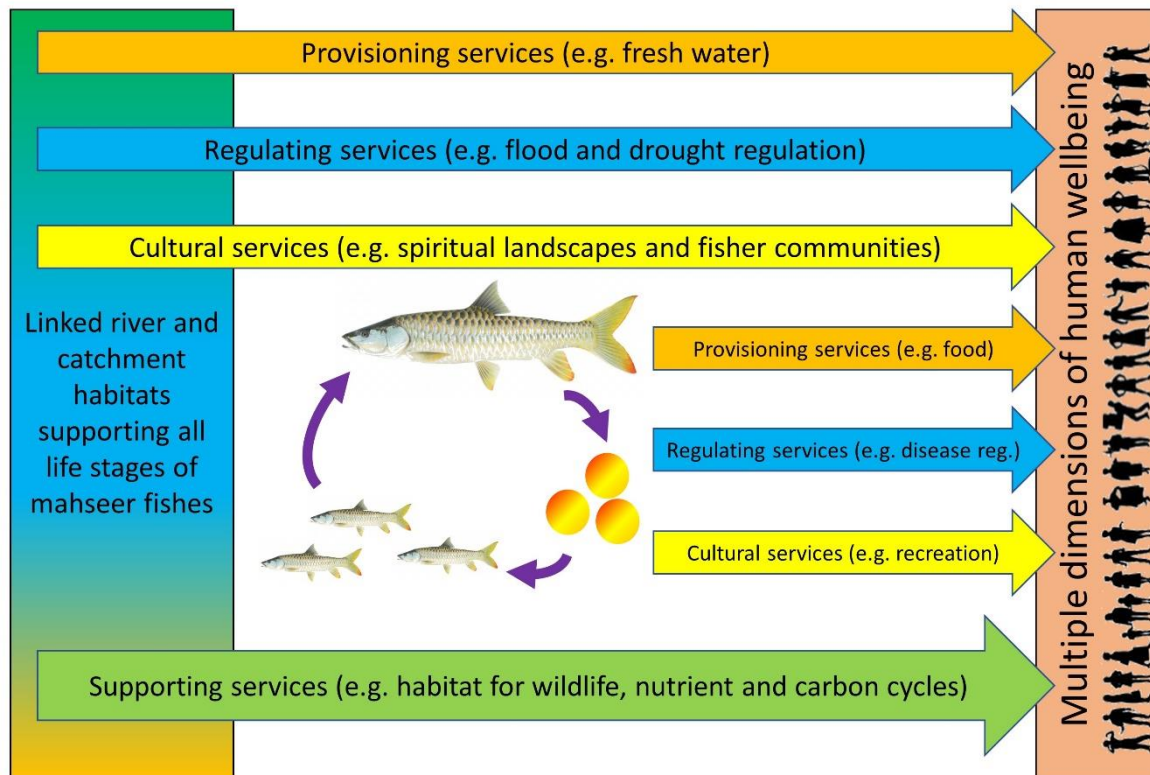 Provisioning services (e.g. fresh water)
Regulating services (e.g. flood and drought regulation)
Cultural services (e.g. spiritual landscapes and fisher communities)
Linked river and
catchment
habitats
supporting all
life stages of
mahseer fishes
Provisioning services (e.g. food)
Regulating services (e.g. disease reg.)
Cultural services (e.g. recreation)
Supporting services (e.g. habitat for wildlife, nutrient and carbon cycles)
Multiple dimensions of human wellbeing